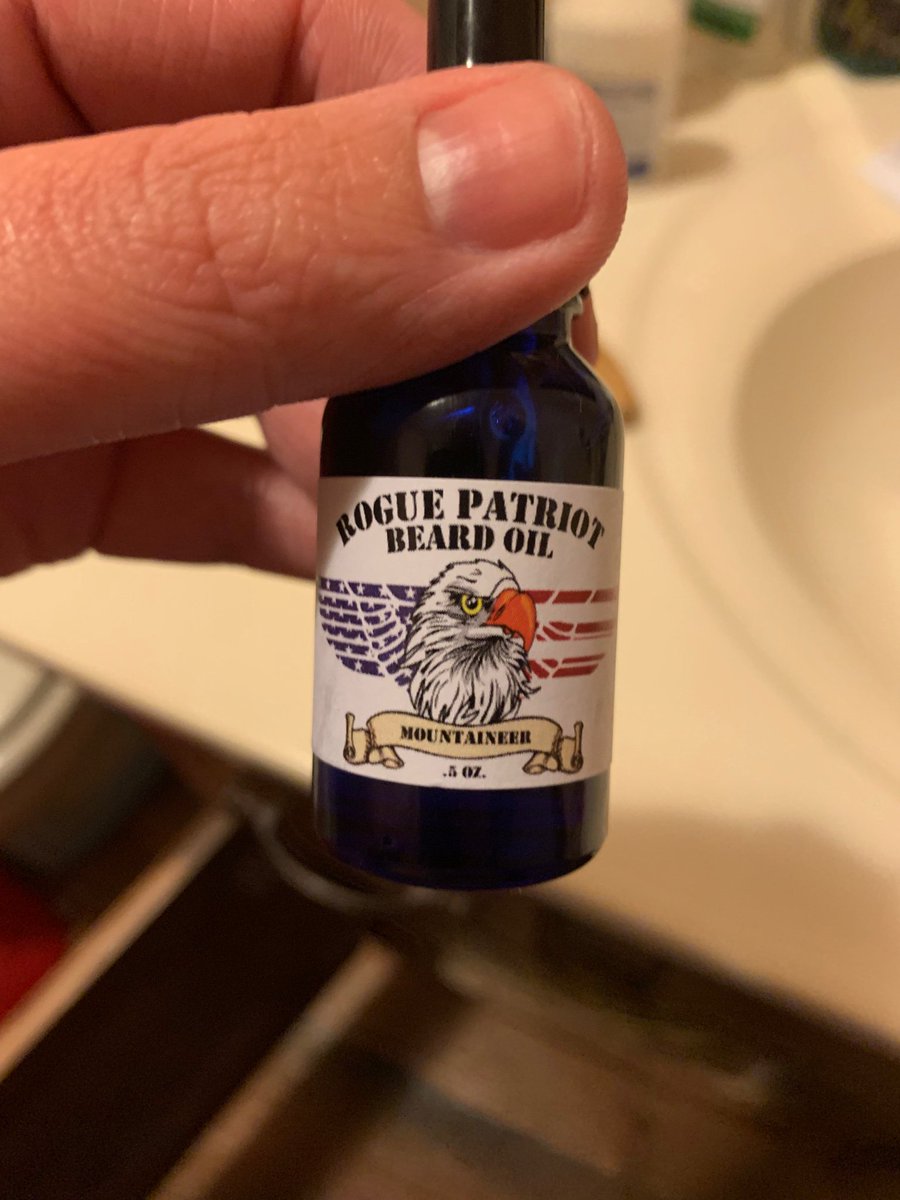 ROGUE PATRIOT
BEARD OIL
MOUNTAINEER
.5 OZ.